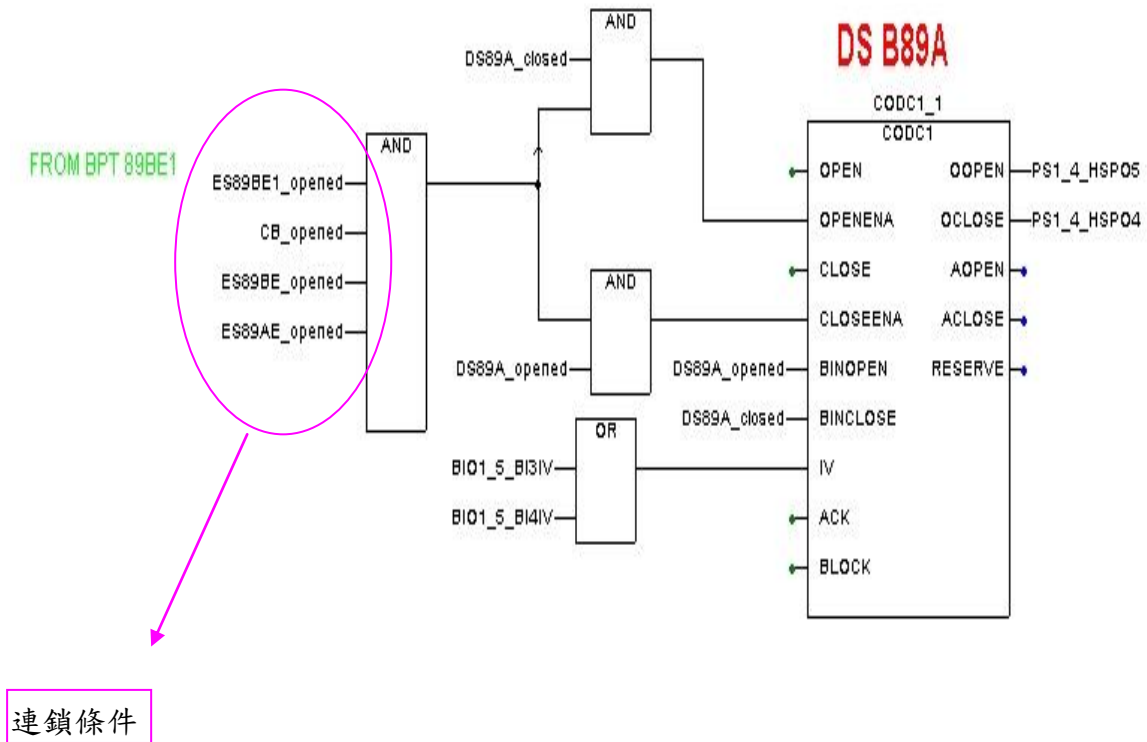 AND
DS89A_closed
DS B89A
CODC1_1
CODC1
FROM BPT 89BE1
AND
ES89BE1_opened
CB_opened
ES89BE_opened
ES89AE_opened
OPEN
OPENENA
CLOSE
CLOSEENA
BINOPEN
BINCLOSE
IV
ACK
BLOCK
OOPEN
OCLOSE
AOPEN
ACLOSE
RESERVE
PS1_4_HSPO5
PS1_4_HSPO4
AND
DS89A_opened
DS89A_opened
DS89A_closed
OR
BIO1_5_BI3IV
BIO1_5_BI4IV
連鎖條件